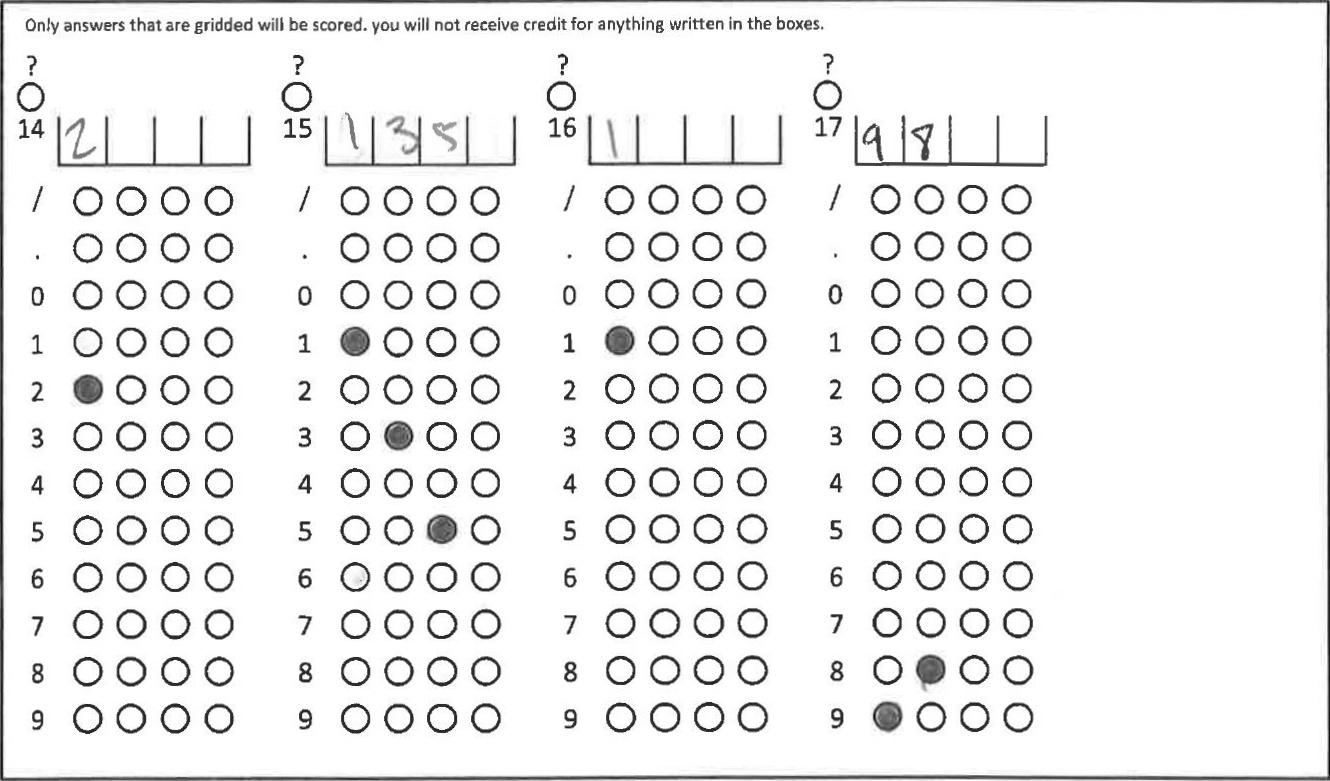 Only answers that are gridded will be scored. you will not receive credit for anything written in the boxes.
? ? ? ?
14 2 15 1 3 5 16 1 17 9 8
/ / / /
. . . .
0 0 0 0
1 1 1 1
2 2 2 2
3 3 3 3
4 4 4 4
5 5 5 5
6 6 6 6
7 7 7 7
8 8 8 8
9 9 9 9